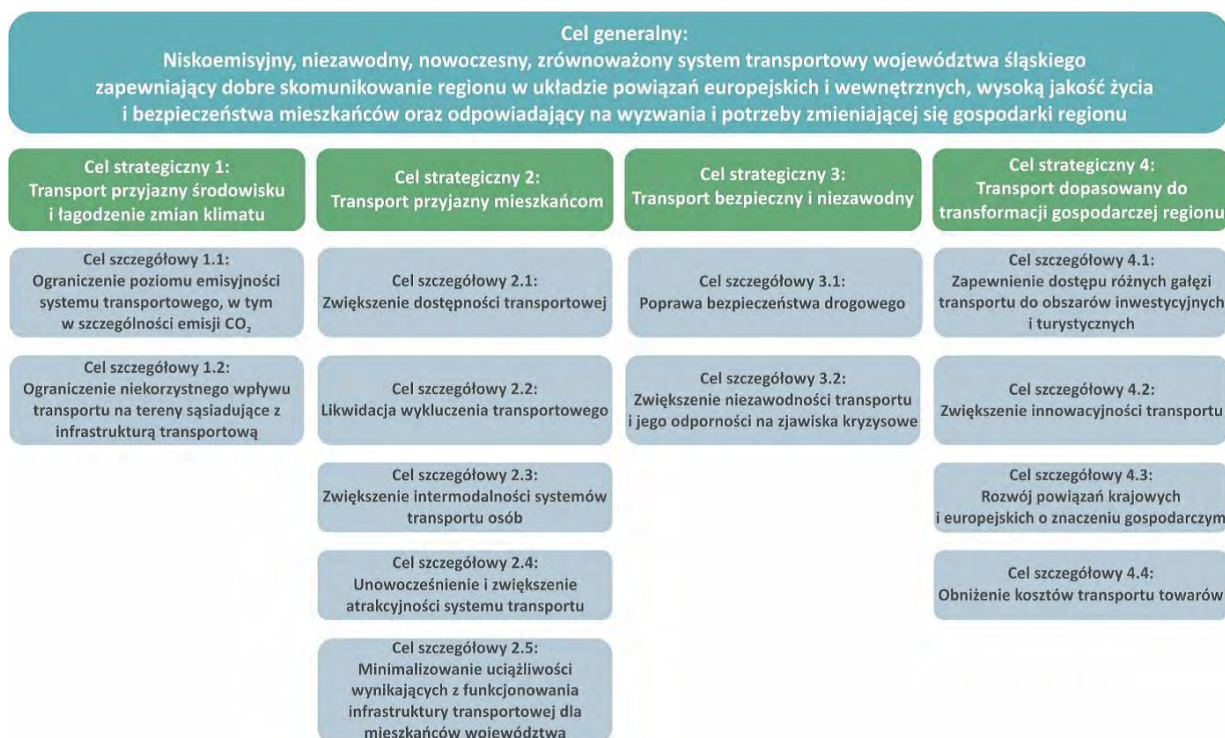 Cel generalny:
Niskoemisyjny, niezawodny, nowoczesny, zrównoważony system transportowy województwa śląskiego
zapewniający dobre skomunikowanie regionu w układzie powiązań europejskich i wewnętrznych, wysoką jakość życia
i bezpieczeństwa mieszkańców oraz odpowiadający na wyzwania i potrzeby zmieniającej się gospodarki regionu
Cel strategiczny 1:
Transport przyjazny środowisku
i łagodzenie zmian klimatu
Cel szczegółowy 1.1:
Ograniczenie poziomu emisyjności
systemu transportowego, w tym
w szczególności emisji CO₂
Cel szczegółowy 1.2:
Ograniczenie niekorzystnego wpływu
transportu na tereny sąsiadujące z
infrastrukturą transportową
Cel strategiczny 2:
Transport przyjazny mieszkańcom
Cel szczegółowy 2.1:
Zwiększenie dostępności transportowej
Cel szczegółowy 2.2:
Likwidacja wykluczenia transportowego
Cel szczegółowy 2.3:
Zwiększenie intermodalności systemów
transportu osób
Cel szczegółowy 2.4:
Unowocześnienie i zwiększenie
atrakcyjności systemu transportu
Cel szczegółowy 2.5:
Minimalizowanie uciążliwości
wynikających z funkcjonowania
infrastruktury transportowej dla
mieszkańców województwa
Cel strategiczny 3:
Transport bezpieczny i niezawodny
Cel szczegółowy 3.1:
Poprawa bezpieczeństwa drogowego
Cel szczegółowy 3.2:
Zwiększenie niezawodności transportu
i jego odporności na zjawiska kryzysowe
Cel strategiczny 4:
Transport dopasowany do
transformacji gospodarczej regionu
Cel szczegółowy 4.1:
Zapewnienie dostępu różnych gałęzi
transportu do obszarów inwestycyjnych
i turystycznych
Cel szczegółowy 4.2:
Zwiększenie innowacyjności transportu
Cel szczegółowy 4.3:
Rozwój powiązań krajowych
i europejskich o znaczeniu gospodarczym
Cel szczegółowy 4.4:
Obniżenie kosztów transportu towarów